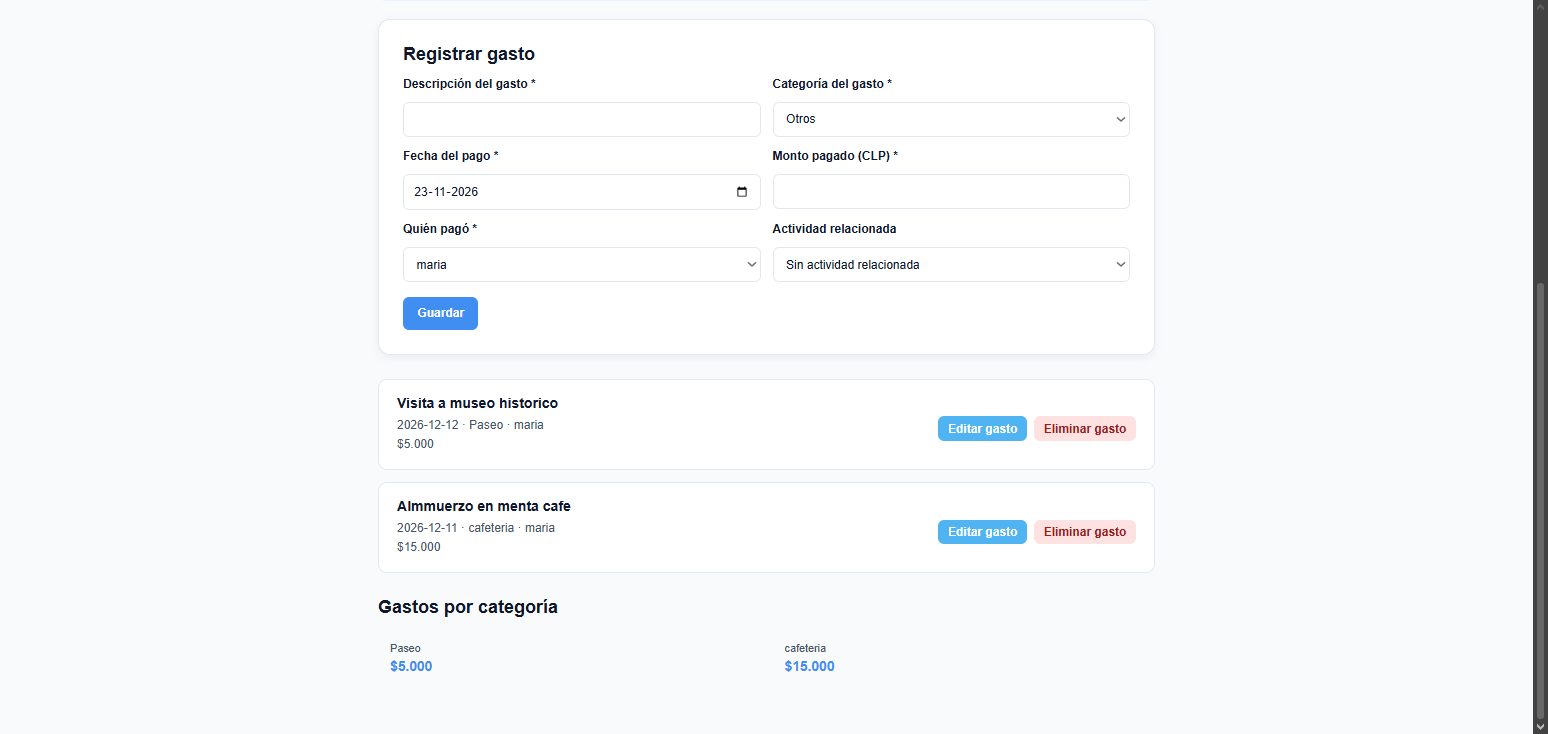 Registrar gasto
Descripción del gasto *
Categoría del gasto *
Otros
Fecha del pago *
Monto pagado (CLP) *
23-11-2026
Quién pagó *
Actividad relacionada
maria
Sin actividad relacionada
Guardar
Visita a museo historico
2026-12-12 · Paseo · maria
$5.000
Editar gasto
Eliminar gasto
Almmuerzo en menta cafe
2026-12-11 · cafeteria · maria
$15.000
Editar gasto
Eliminar gasto
Gastos por categoría
Paseo
$5.000
cafeteria
$15.000